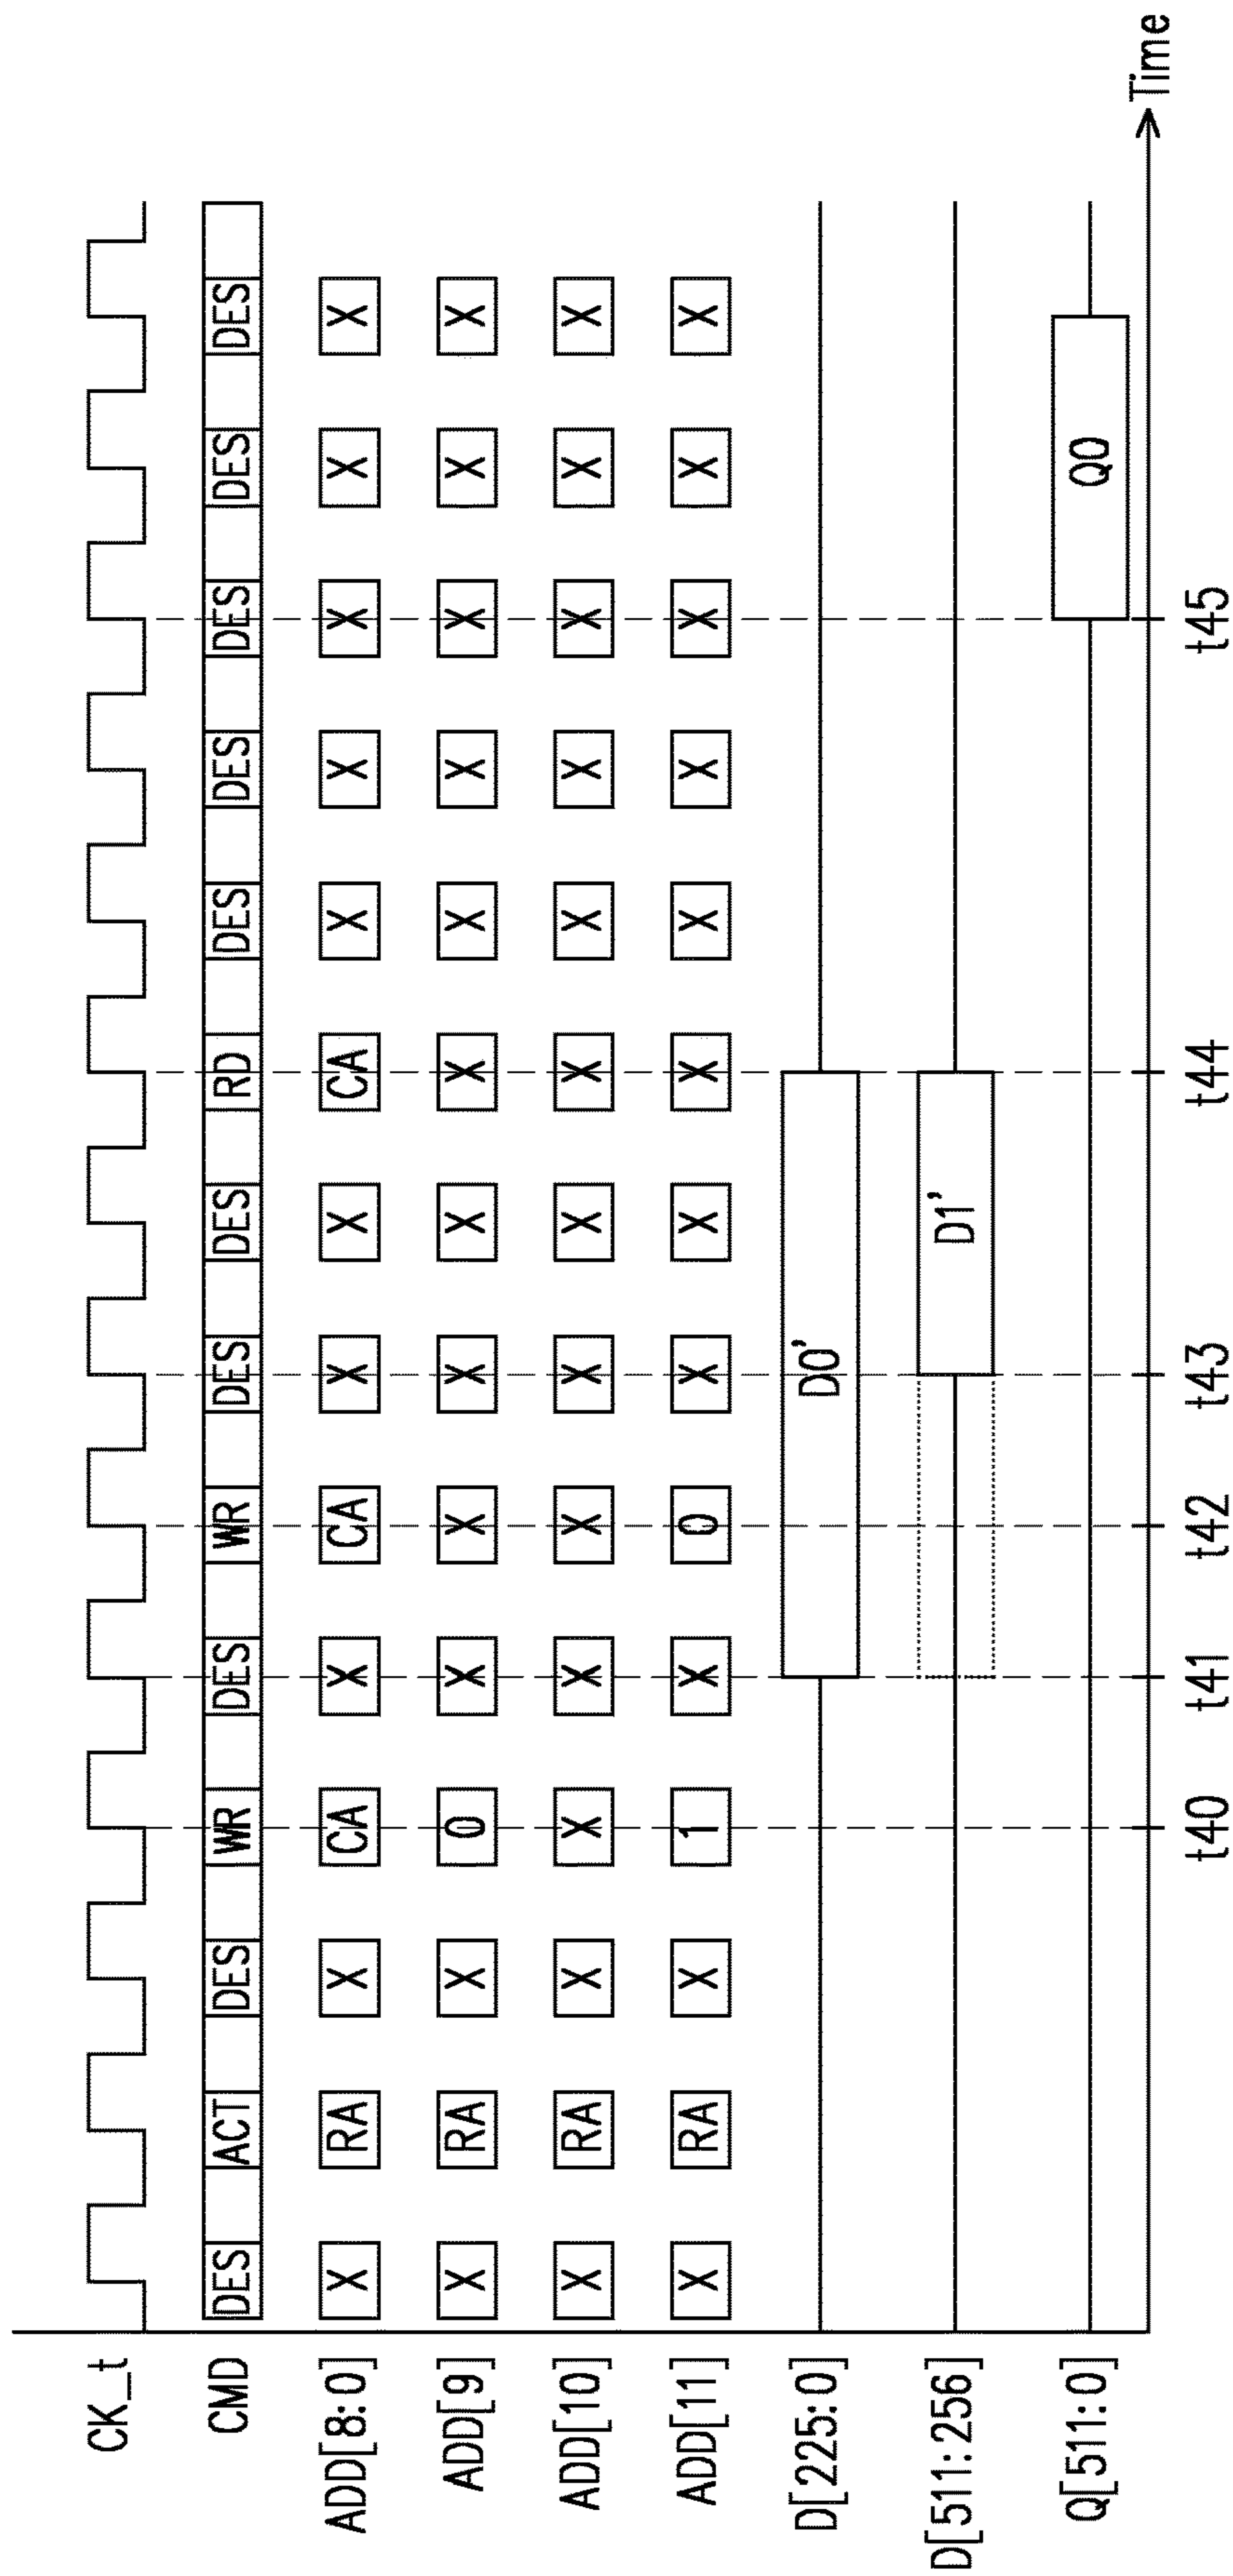 CK_t
CMD DES ACT DES WR DES WR DES DES RD DES DES DES DES DES
ADD[8:0] X RA X CA X CA X X CA X X X X X
ADD[9] X RA X 0 X X X X X X X X X X
ADD[10] X RA X X X X X X X X X X X X
ADD[11] X RA X 1 X 0 X X X X X X X X
D[225:0] D0'
D[511:256] D1'
Q[511:0] Q0
Time
t40 t41 t42 t43 t44 t45